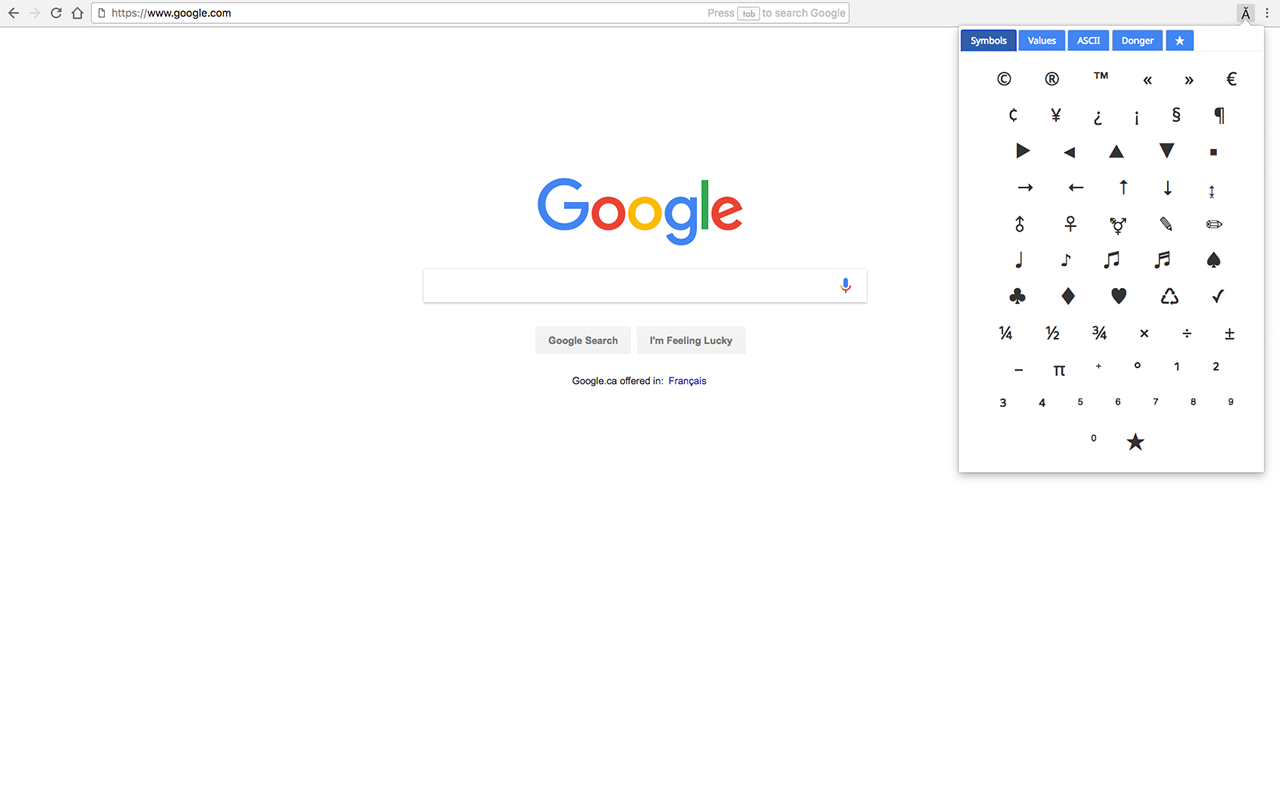 https://www.google.com Press tab to search Google Ă
Symbols Values ASCII Donger ★
© ® ™ « » €
¢ ¥ ¿ ¡ § ¶
▶ ◀ ▲ ▼ ■
→ ← ↑ ↓ ↨
♂ ♀ ⚥ ✎ ✏
♩ ♪ ♫ ♬ ♠
♣ ♦ ♥ ♺ ✓
¼ ½ ¾ × ÷ ±
− π ⁺ ° ¹ ²
³ ⁴ ⁵ ⁶ ⁷ ⁸ ⁹
⁰ ★
Google
Google Search I'm Feeling Lucky
Google.ca offered in: Français